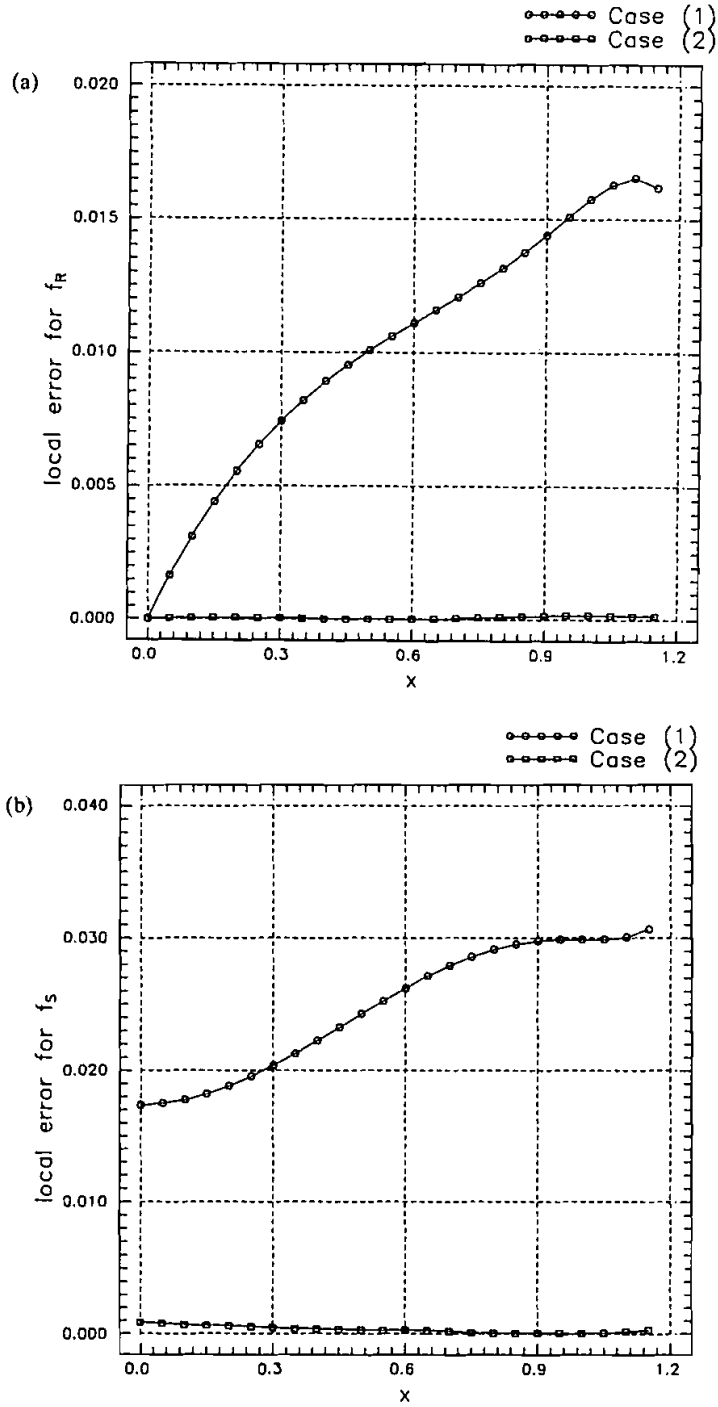 Case (1)
Case (2)
(a)
0.020
0.015
0.010
0.005
0.000
local error for fR
0.0 0.3 0.6 0.9 1.2
X
Case (1)
Case (2)
(b)
0.040
0.030
0.020
0.010
0.000
local error for fS
0.0 0.3 0.6 0.9 1.2
X